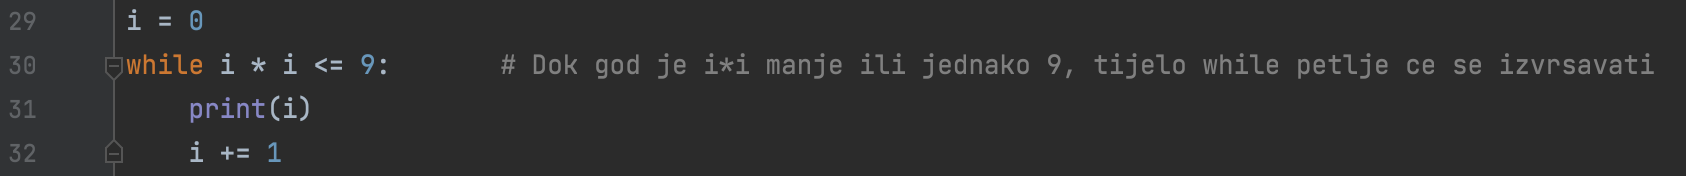 29 i = 0
30 while i * i <= 9: # Dok god je i*i manje ili jednako 9, tijelo while petlje ce se izvrsavati
31 print(i)
32 i += 1